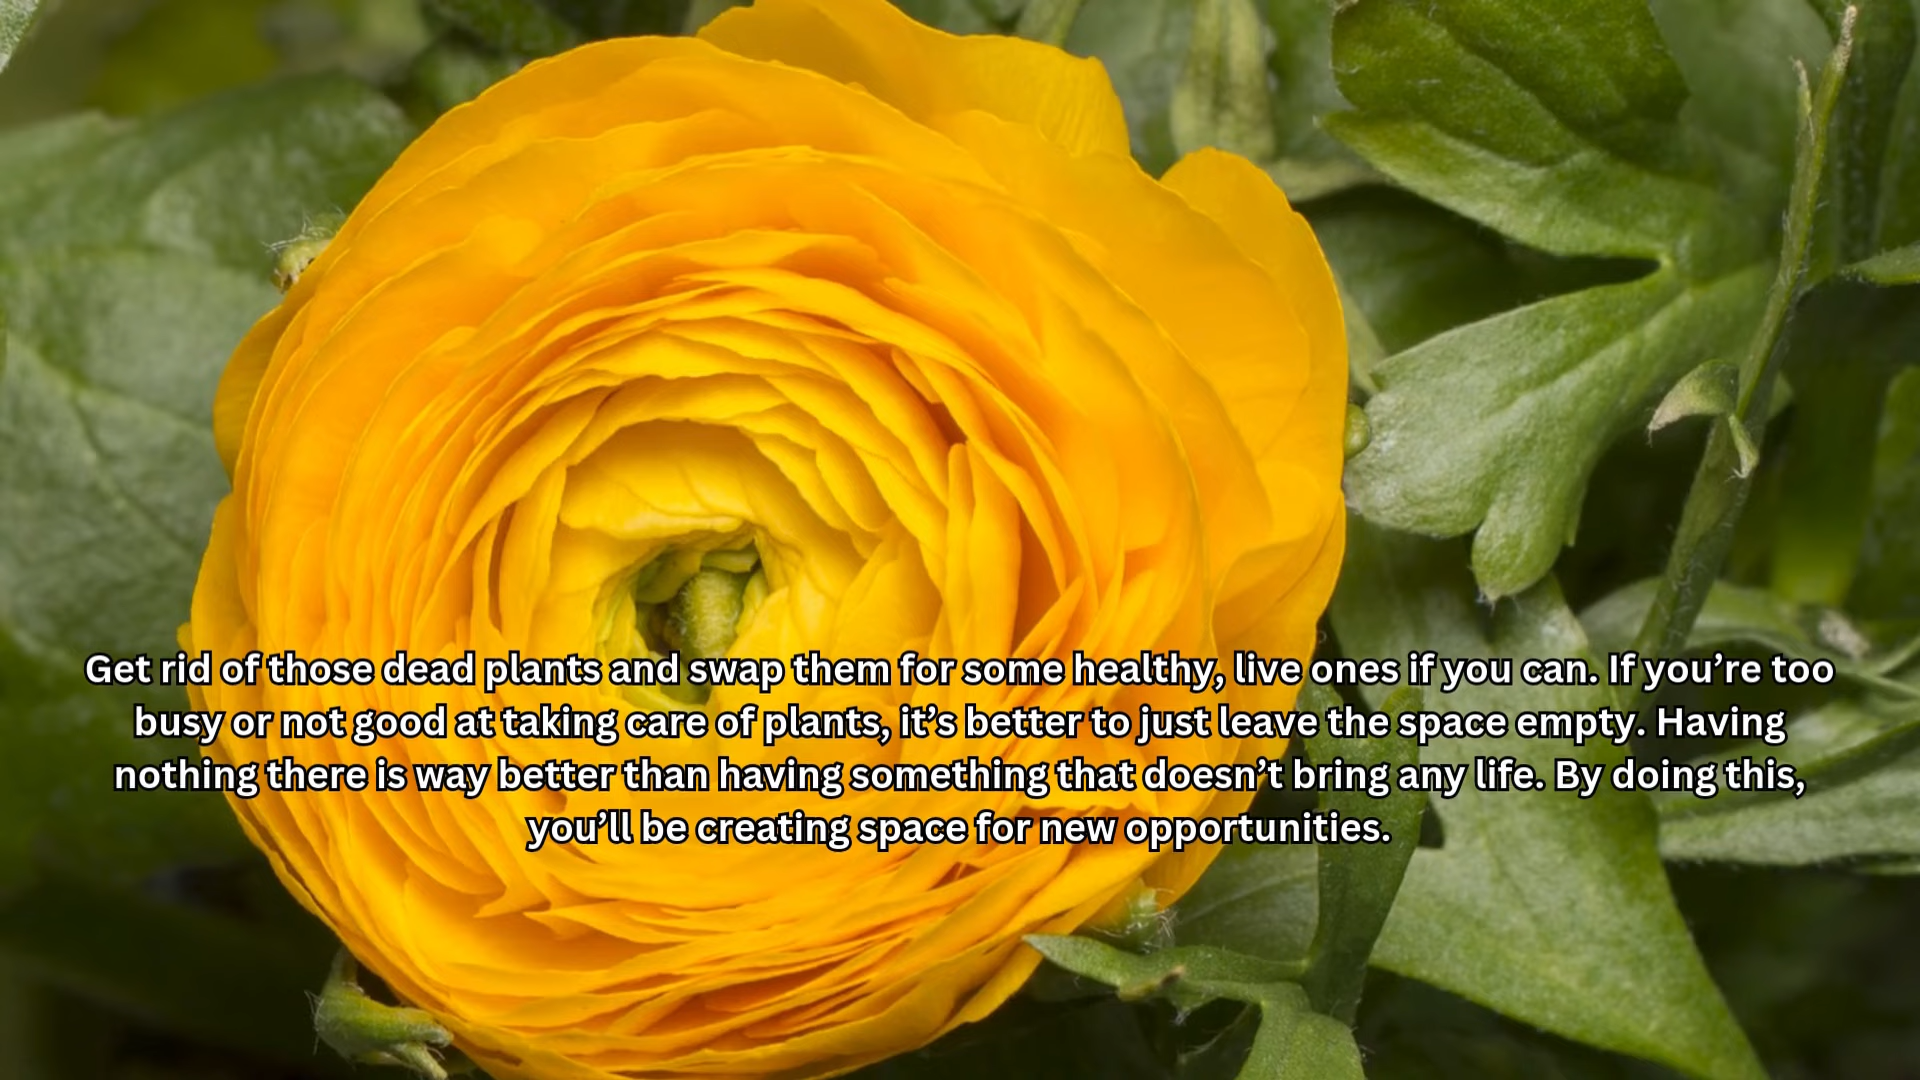 Get rid of those dead plants and swap them for some healthy, live ones if you can. If you’re too
busy or not good at taking care of plants, it’s better to just leave the space empty. Having
nothing there is way better than having something that doesn’t bring any life. By doing this,
you’ll be creating space for new opportunities.